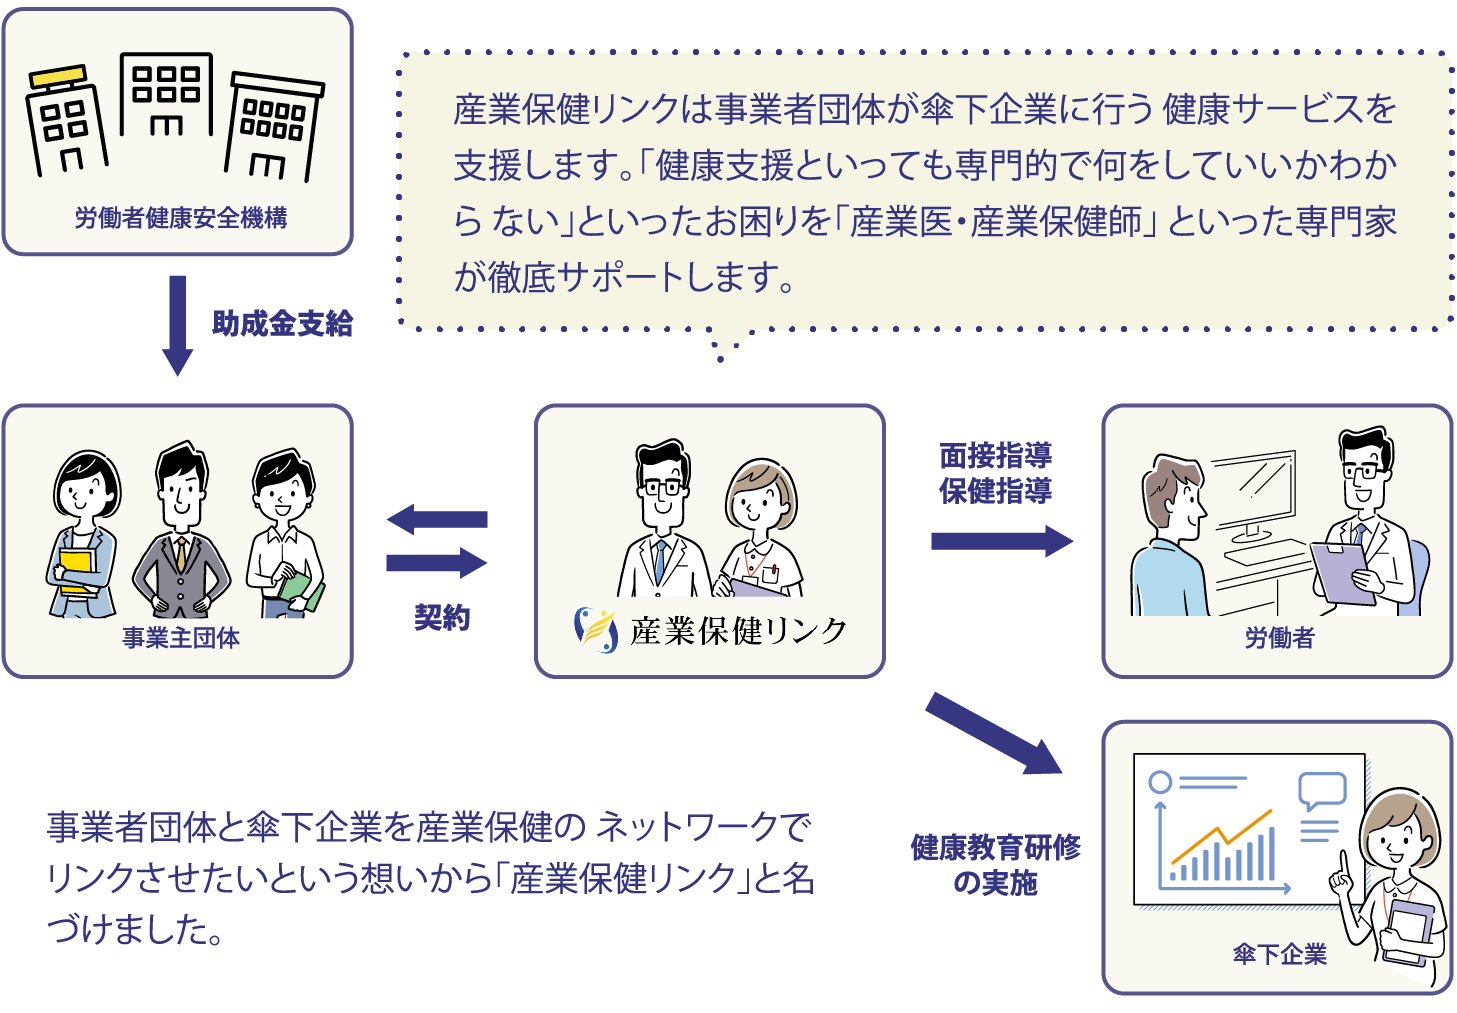 労働者健康安全機構
産業保健リンクは事業者団体が傘下企業に行う 健康サービスを
支援します。「健康支援といっても専門的で何をしていいかわか
ら ない」といったお困りを「産業医・産業保健師」 といった専門家
が徹底サポートします。
助成金支給
事業主団体
契約
産業保健リンク
面接指導
保健指導
労働者
健康教育研修
の実施
傘下企業
事業者団体と傘下企業を産業保健の ネットワークで
リンクさせたいという想いから「産業保健リンク」と名
づけました。